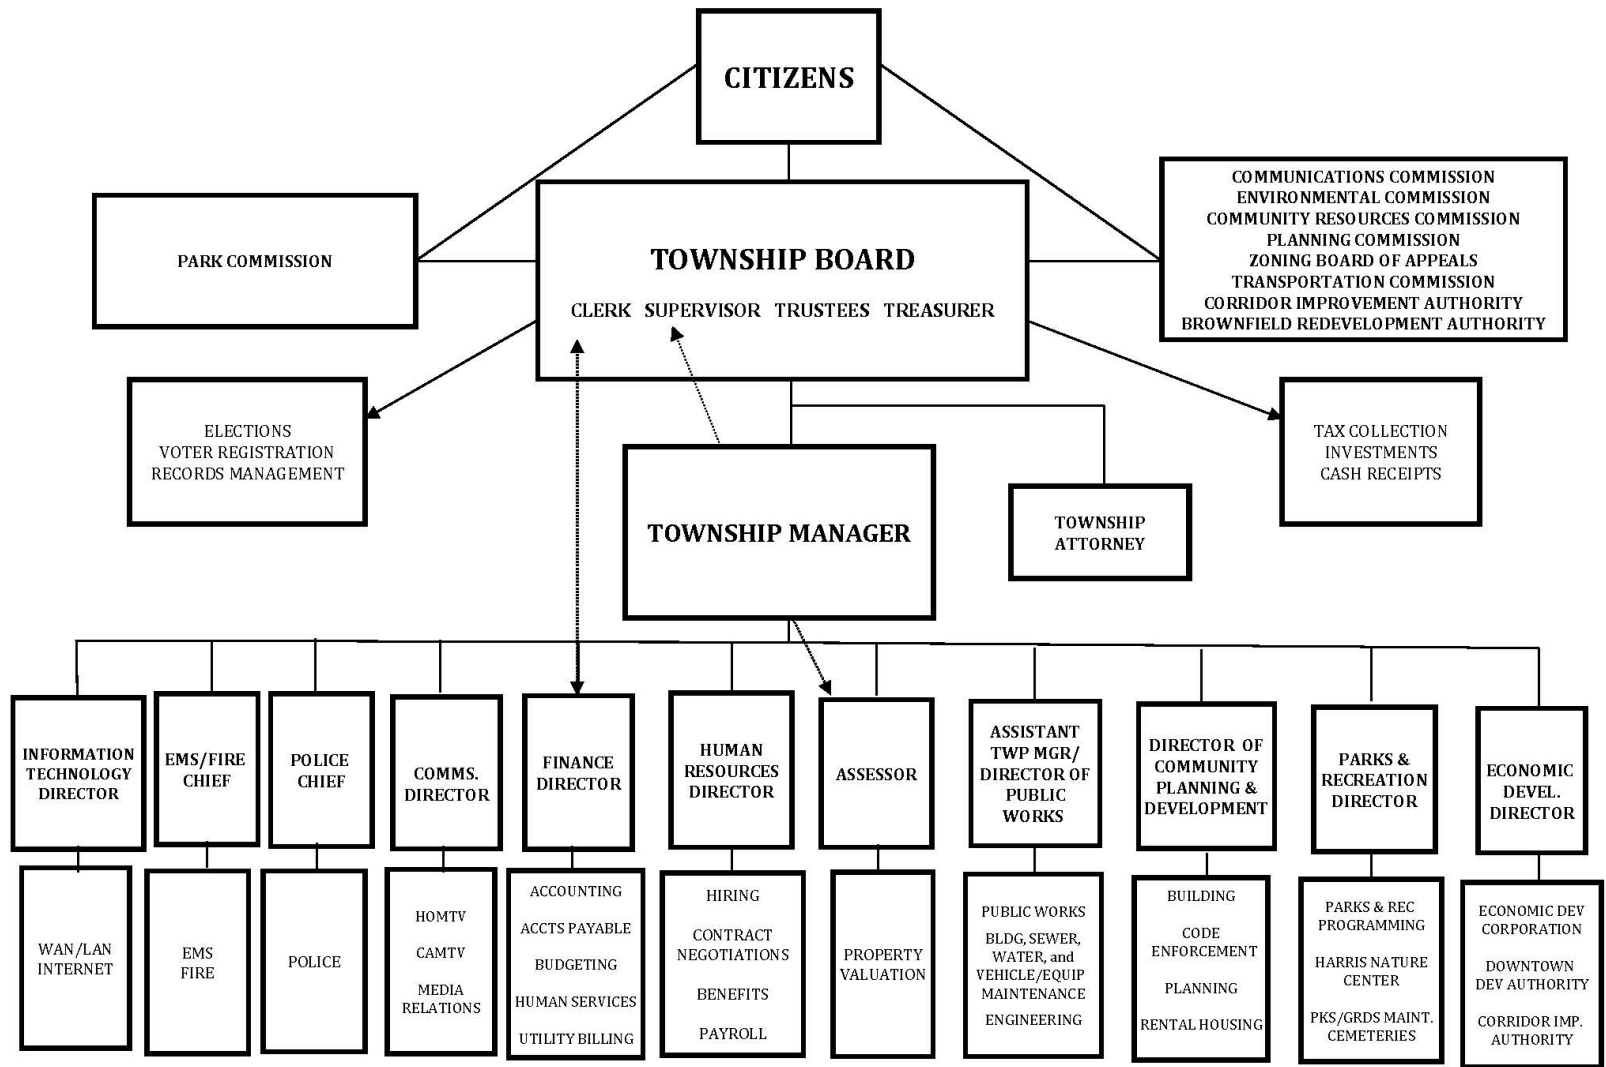 CITIZENS
PARK COMMISSION
TOWNSHIP BOARD
CLERK SUPERVISOR TRUSTEES TREASURER
COMMUNICATIONS COMMISSION
ENVIRONMENTAL COMMISSION
COMMUNITY RESOURCES COMMISSION
PLANNING COMMISSION
ZONING BOARD OF APPEALS
TRANSPORTATION COMMISSION
CORRIDOR IMPROVEMENT AUTHORITY
BROWNFIELD REDEVELOPMENT AUTHORITY
ELECTIONS
VOTER REGISTRATION
RECORDS MANAGEMENT
TAX COLLECTION
INVESTMENTS
CASH RECEIPTS
TOWNSHIP MANAGER
TOWNSHIP
ATTORNEY
INFORMATION
TECHNOLOGY
DIRECTOR
EMS/FIRE
CHIEF
POLICE
CHIEF
COMMS.
DIRECTOR
FINANCE
DIRECTOR
HUMAN
RESOURCES
DIRECTOR
ASSESSOR
ASSISTANT
TWP MGR/
DIRECTOR OF
PUBLIC
WORKS
DIRECTOR OF
COMMUNITY
PLANNING &
DEVELOPMENT
PARKS &
RECREATION
DIRECTOR
ECONOMIC
DEVEL.
DIRECTOR
WAN/LAN
INTERNET
EMS
FIRE
POLICE
HOMTV
CAMTV
MEDIA
RELATIONS
ACCOUNTING
ACCTS PAYABLE
BUDGETING
HUMAN SERVICES
UTILITY BILLING
HIRING
CONTRACT
NEGOTIATIONS
BENEFITS
PAYROLL
PROPERTY
VALUATION
PUBLIC WORKS
BLDG, SEWER,
WATER, and
VEHICLE/EQUIP
MAINTENANCE
ENGINEERING
BUILDING
CODE
ENFORCEMENT
PLANNING
RENTAL HOUSING
PARKS & REC
PROGRAMMING
HARRIS NATURE
CENTER
PKS/GRDS MAINT.
CEMETERIES
ECONOMIC DEV
CORPORATION
DOWNTOWN
DEV AUTHORITY
CORRIDOR IMP.
AUTHORITY